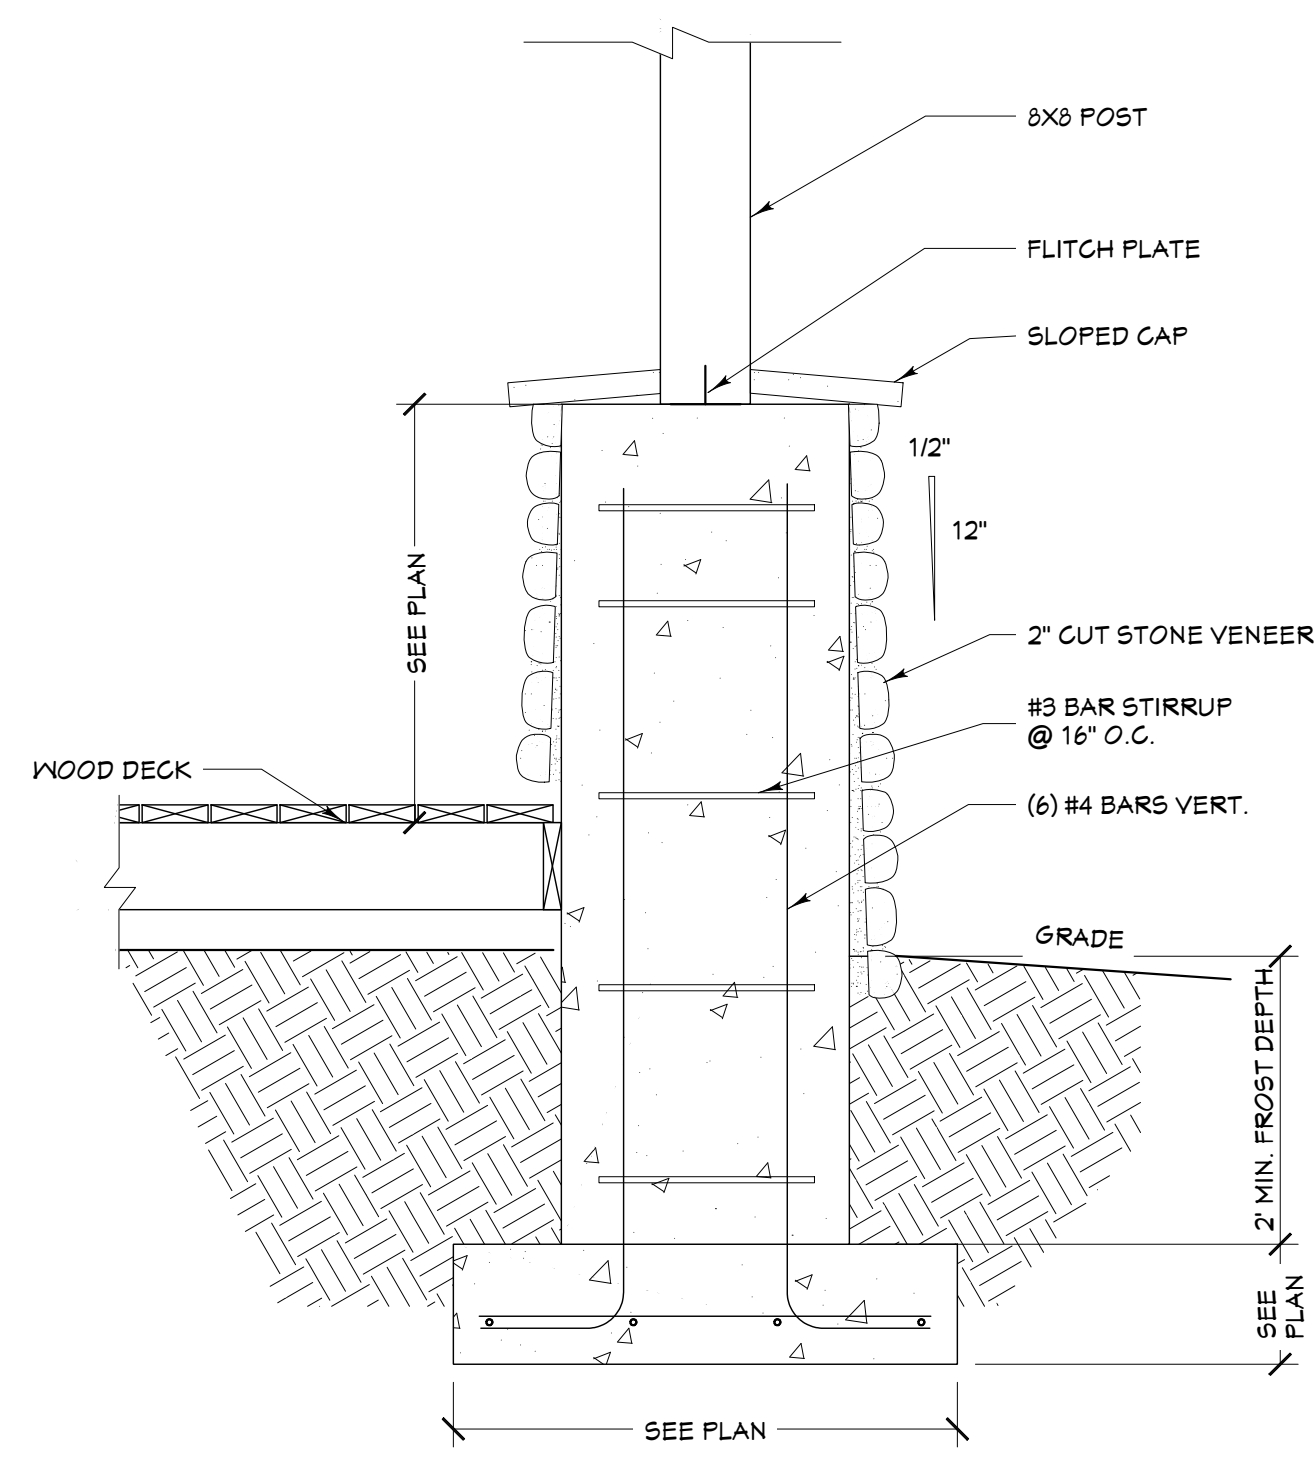 8X8 POST
FLITCH PLATE
SLOPED CAP
1/2"
12"
SEE PLAN
2" CUT STONE VENEER
#3 BAR STIRRUP
@ 16" O.C.
WOOD DECK
(6) #4 BARS VERT.
GRADE
2' MIN. FROST DEPTH
SEE
PLAN
SEE PLAN